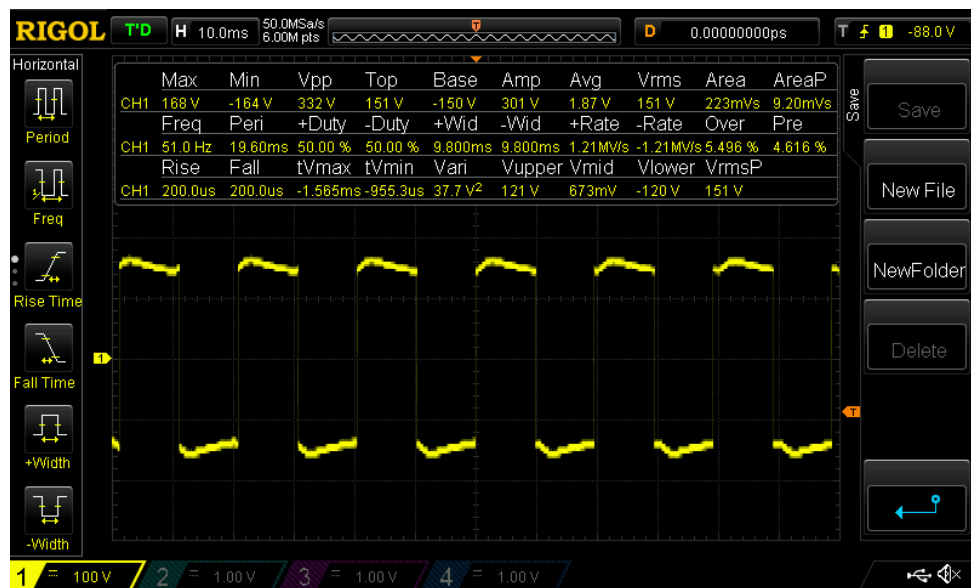 RIGOL T'D H 10.0ms 50.0MSa/s 6.00M pts T D 0.00000000ps T 1 -88.0 V
Horizontal
Period
Freq
Rise Time
Fall Time
+Width
-Width
Max Min Vpp Top Base Amp Avg Vrms Area AreaP
CH1 168 V -164 V 332 V 151 V -150 V 301 V 1.87 V 151 V 223mVs 9.20mVs
Freq Peri +Duty -Duty +Wid -Wid +Rate -Rate Over Pre
CH1 51.0 Hz 19.60ms 50.00 % 50.00 % 9.800ms 9.800ms 1.21MV/s -1.21MV/s 5.496 % 4.616 %
Rise Fall tVmax tVmin Vari Vupper Vmid Vlower VrmsP
CH1 200.0us 200.0us -1.565ms -955.3us 37.7 V² 121 V 673mV -120 V 151 V
1
T
Save
Save
New File
NewFolder
Delete
1 = 100 V 2 = 1.00 V 3 = 1.00 V 4 = 1.00 V